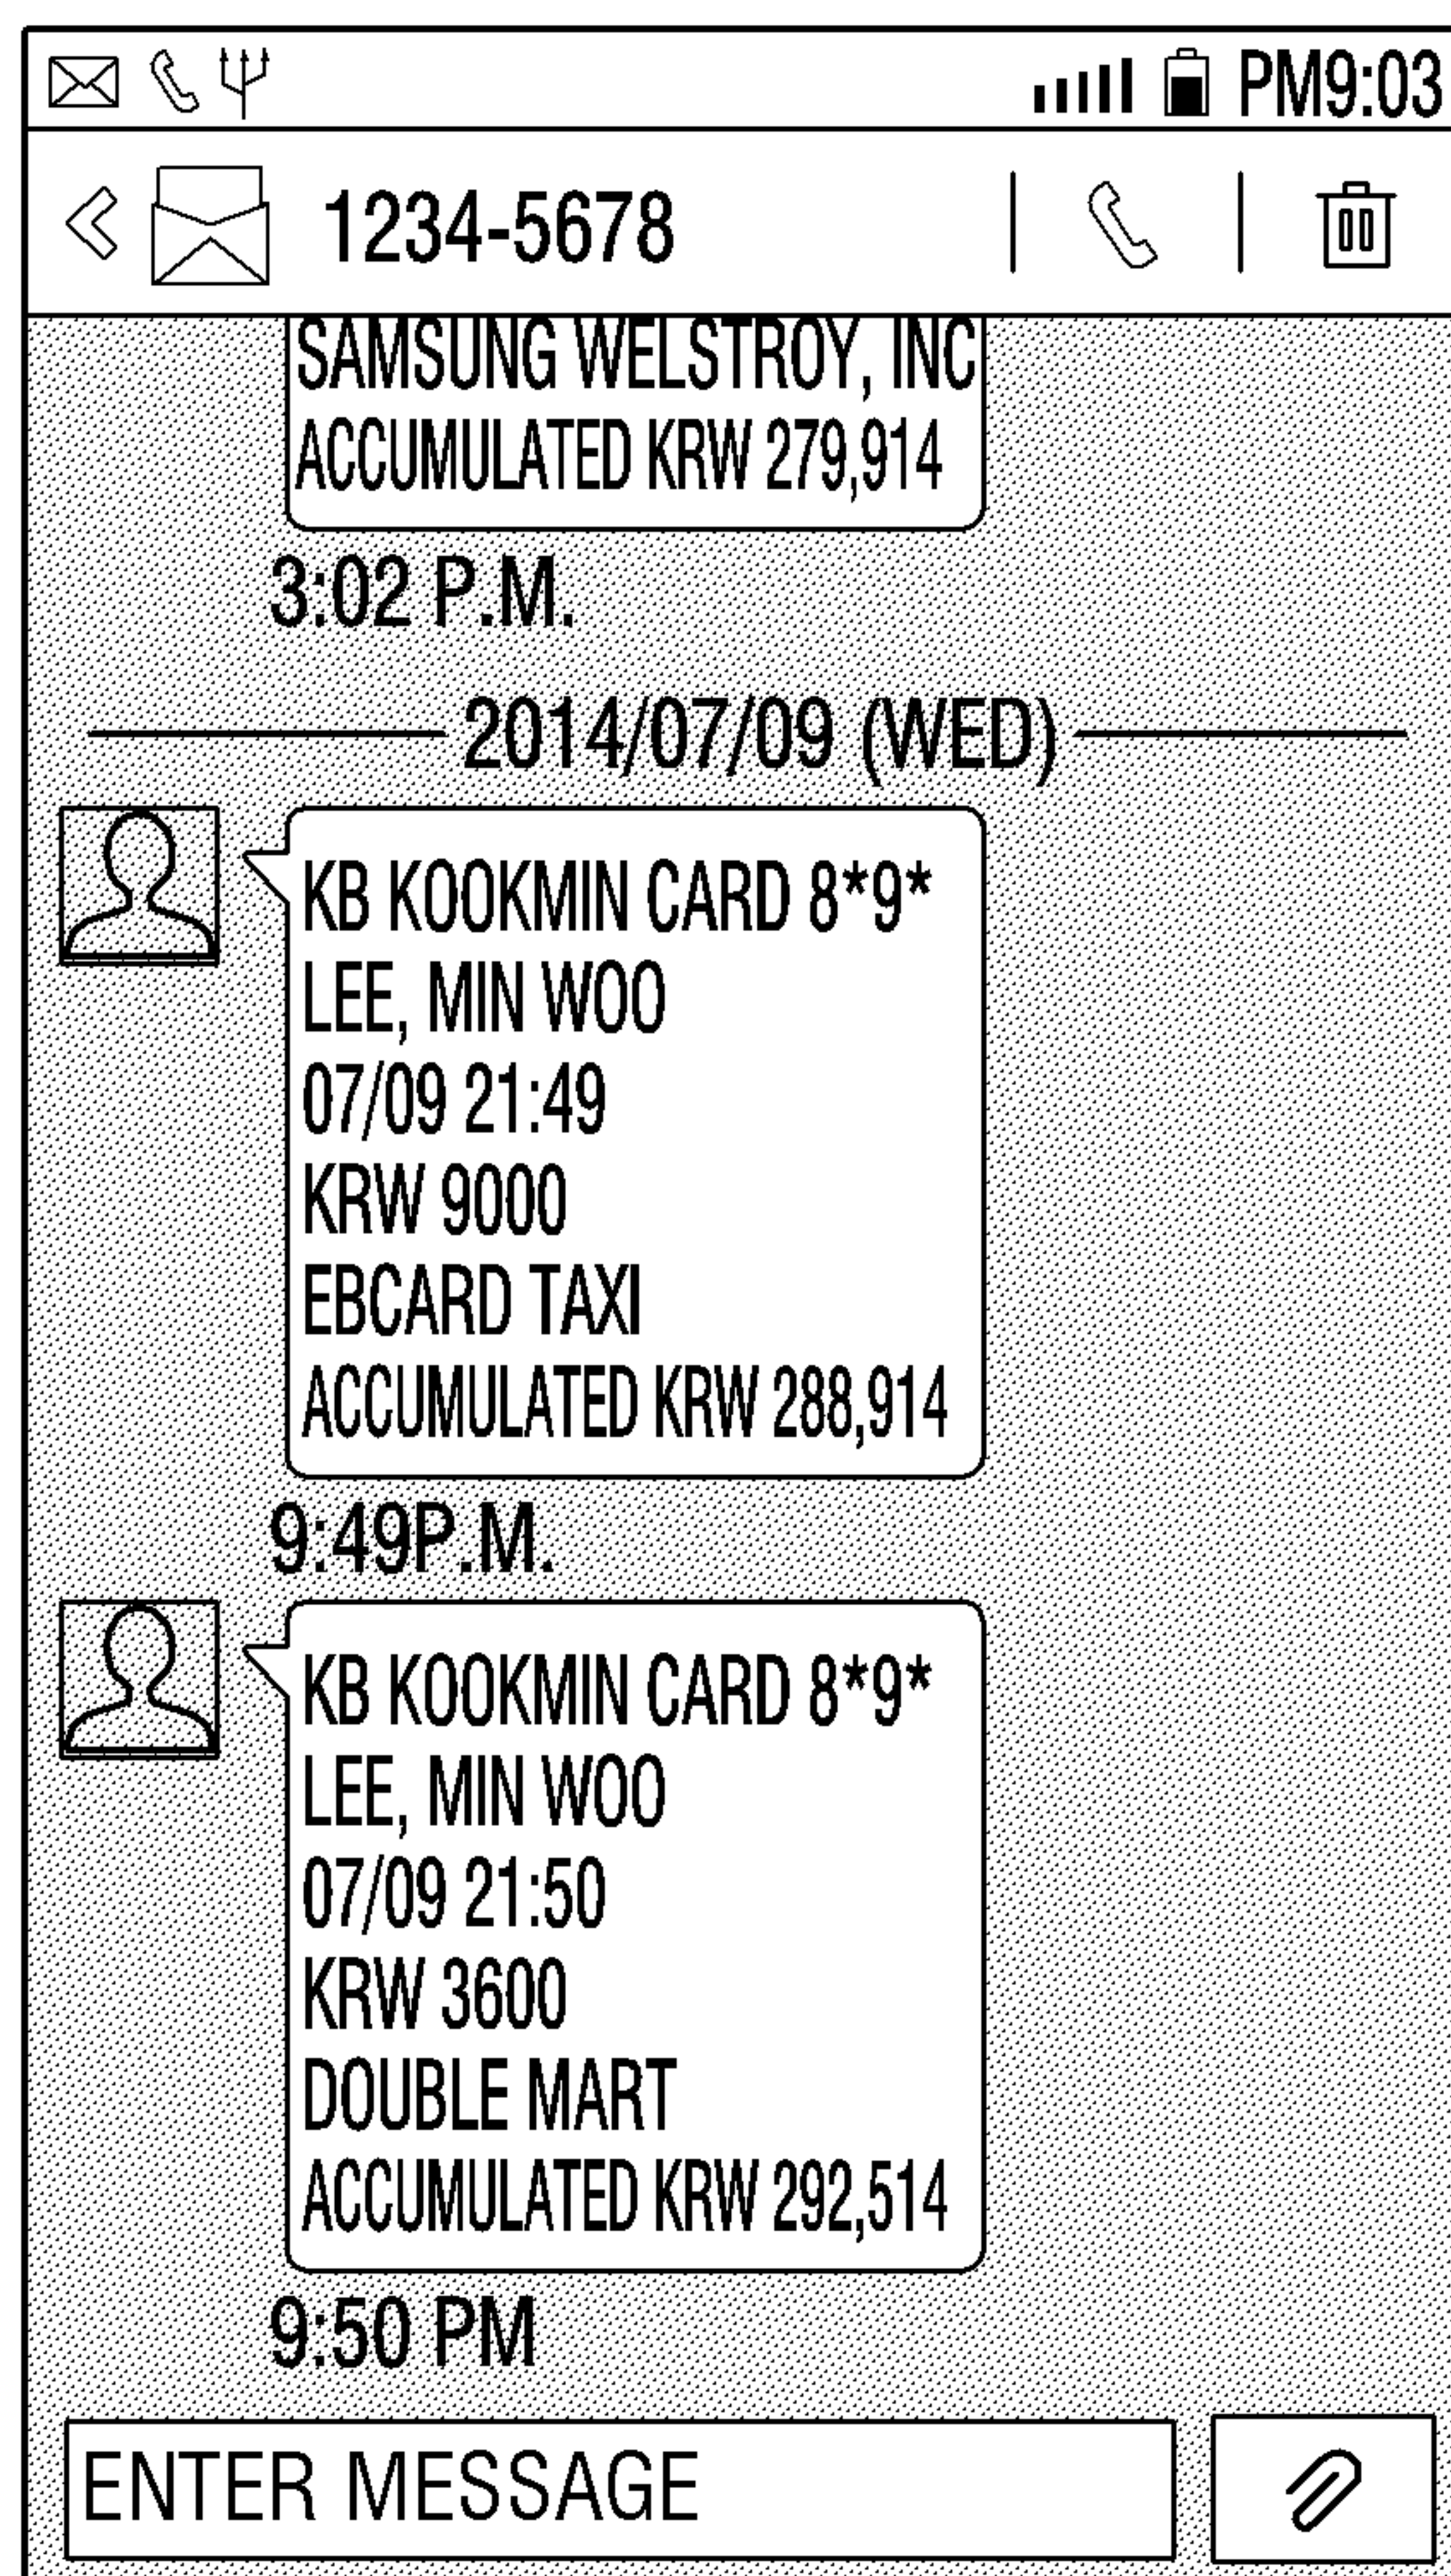 PM9:03
1234-5678
SAMSUNG WELSTROY, INC
ACCUMULATED KRW 279,914
3:02 P.M.
2014/07/09 (WED)
KB KOOKMIN CARD 8*9*
LEE, MIN WOO
07/09 21:49
KRW 9000
EBCARD TAXI
ACCUMULATED KRW 288,914
9:49P.M.
KB KOOKMIN CARD 8*9*
LEE, MIN WOO
07/09 21:50
KRW 3600
DOUBLE MART
ACCUMULATED KRW 292,514
9:50 PM
ENTER MESSAGE